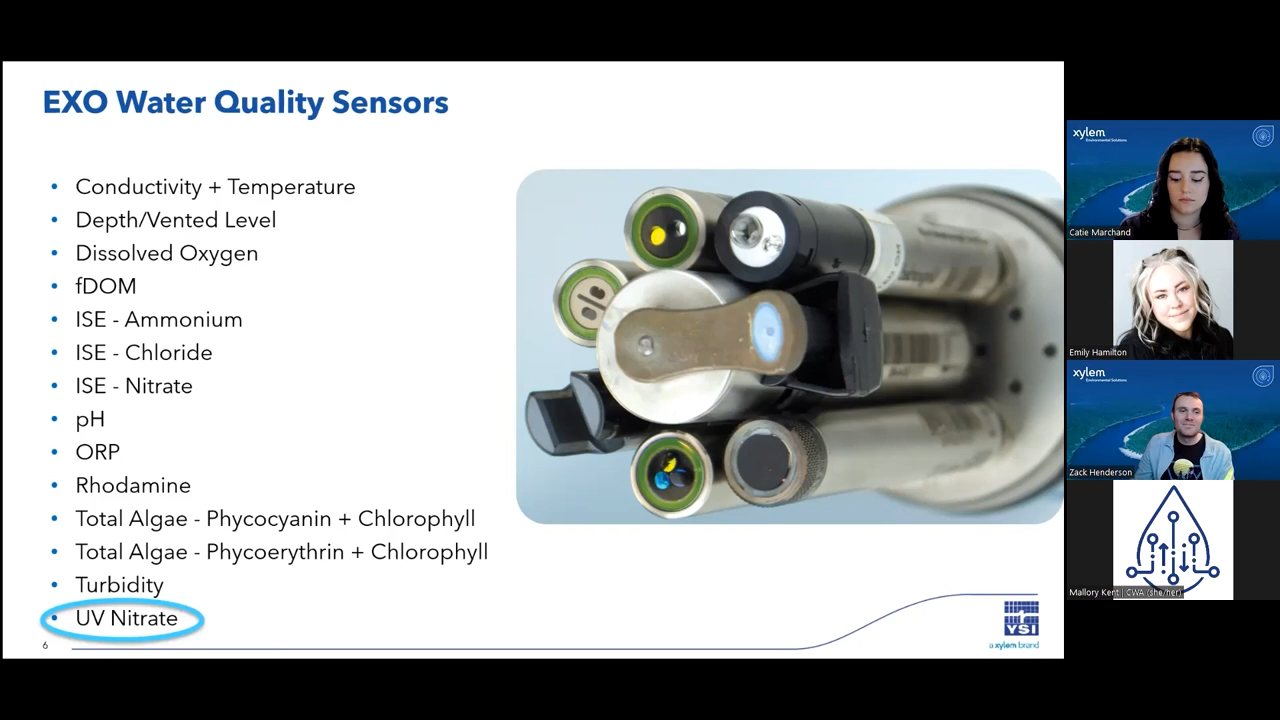 EXO Water Quality Sensors
• Conductivity + Temperature
• Depth/Vented Level
• Dissolved Oxygen
• fDOM
• ISE - Ammonium
• ISE - Chloride
• ISE - Nitrate
• pH
• ORP
• Rhodamine
• Total Algae - Phycocyanin + Chlorophyll
• Total Algae - Phycoerythrin + Chlorophyll
• Turbidity
• UV Nitrate
6
YSI
a xylem brand
xylem
Environmental Solutions
Catie Marchand
Emily Hamilton
xylem
Environmental Solutions
Zack Henderson
Mallory Kent | CWA (she/her)